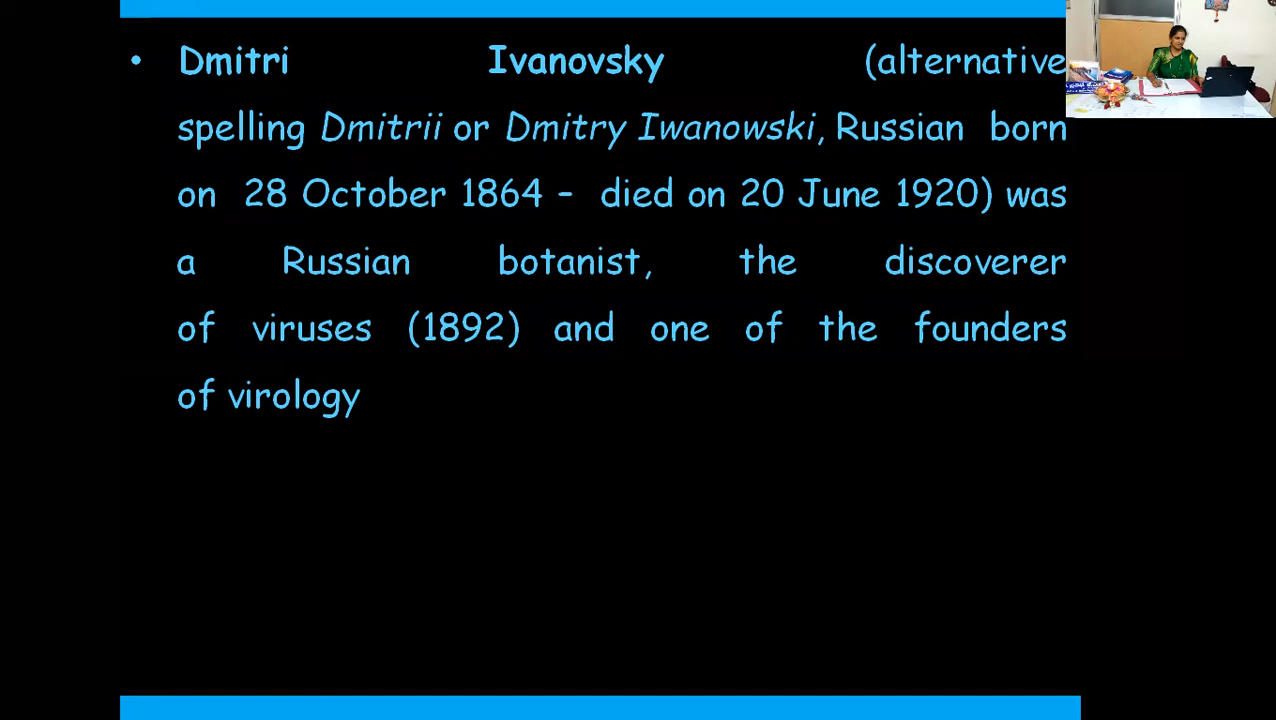 • Dmitri Ivanovsky (alternative
spelling Dmitrii or Dmitry Iwanowski, Russian born
on 28 October 1864 – died on 20 June 1920) was
a Russian botanist, the discoverer
of viruses (1892) and one of the founders
of virology